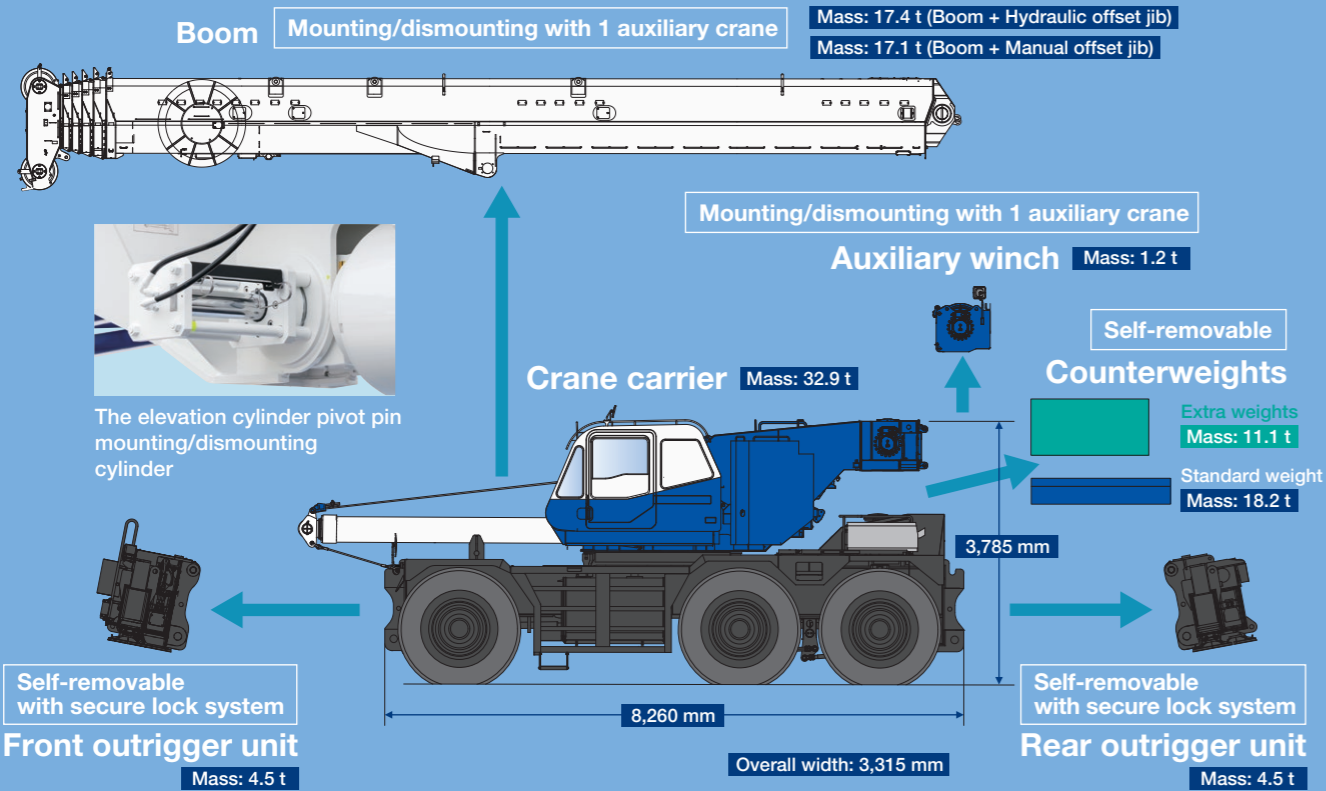 Boom
Mounting/dismounting with 1 auxiliary crane
Mass: 17.4 t (Boom + Hydraulic offset jib)
Mass: 17.1 t (Boom + Manual offset jib)
Mounting/dismounting with 1 auxiliary crane
Auxiliary winch
Mass: 1.2 t
Self-removable
Counterweights
Extra weights
Mass: 11.1 t
Standard weight
Mass: 18.2 t
Crane carrier
Mass: 32.9 t
The elevation cylinder pivot pin
mounting/dismounting
cylinder
3,785 mm
8,260 mm
Overall width: 3,315 mm
Self-removable
with secure lock system
Front outrigger unit
Mass: 4.5 t
Self-removable
with secure lock system
Rear outrigger unit
Mass: 4.5 t